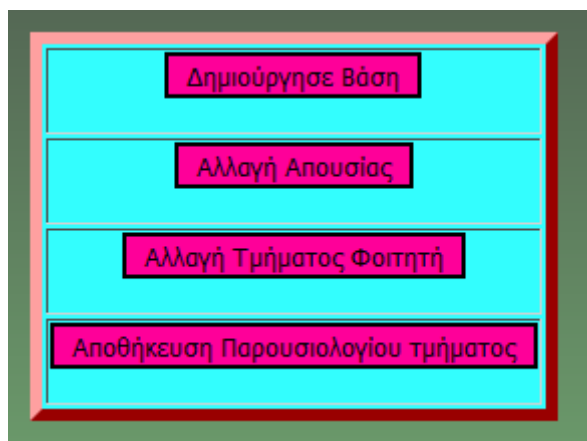 Δημιούργησε Βάση
Αλλαγή Απουσίας
Αλλαγή Τμήματος Φοιτητή
Αποθήκευση Παρουσιολογίου τμήματος